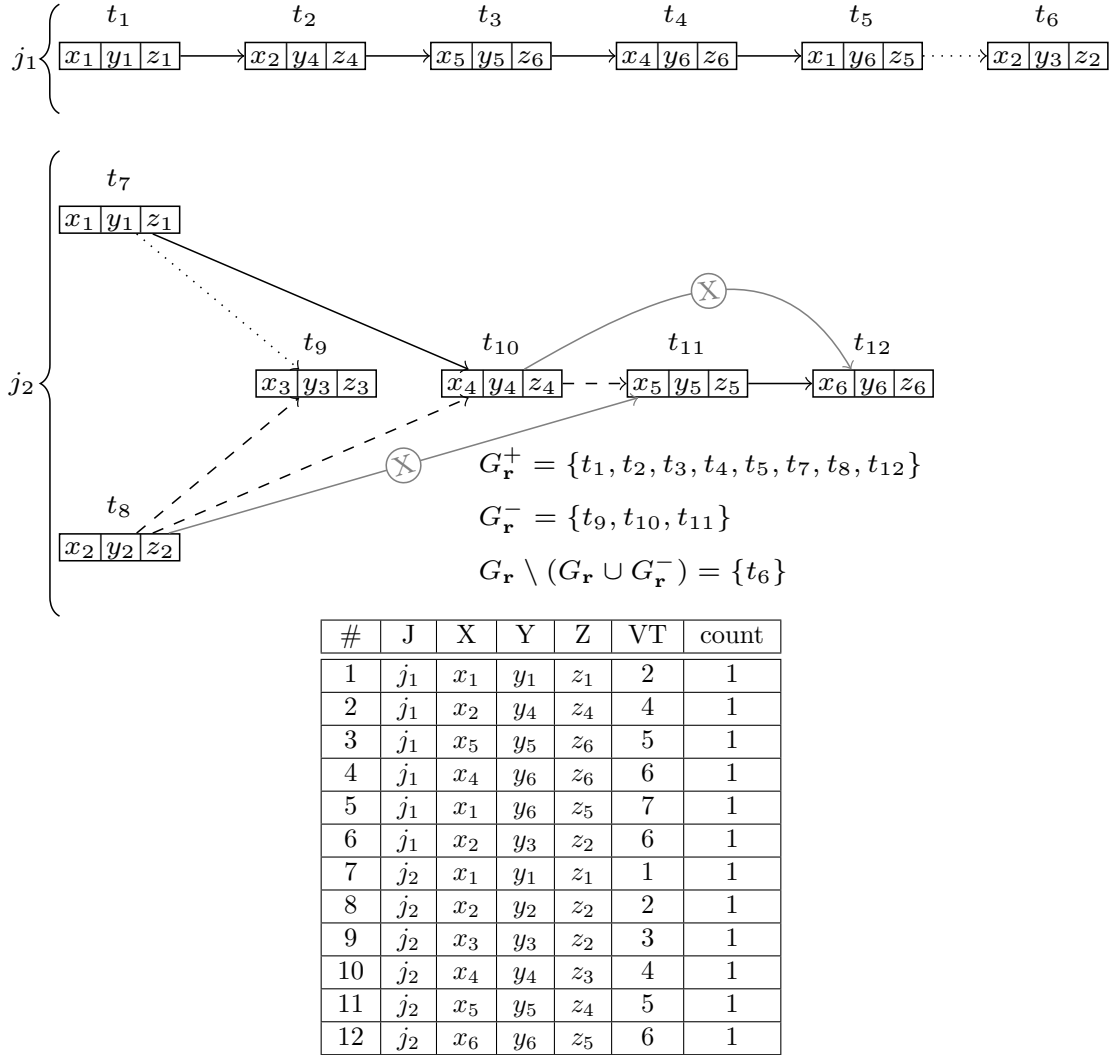 t₁ t₂ t₃ t₄ t₅ t₆
j₁ x₁ y₁ z₁ x₂ y₄ z₄ x₅ y₅ z₆ x₄ y₆ z₆ x₁ y₆ z₅ x₂ y₃ z₂
t₇
x₁ y₁ z₁
X
t₉ t₁₀ t₁₁ t₁₂
j₂ x₃ y₃ z₃ x₄ y₄ z₄ x₅ y₅ z₅ x₆ y₆ z₆
X
G⁺ᵣ = {t₁, t₂, t₃, t₄, t₅, t₇, t₈, t₁₂}
t₈
G⁻ᵣ = {t₉, t₁₀, t₁₁}
x₂ y₂ z₂
Gᵣ \ (Gᵣ ∪ G⁻ᵣ) = {t₆}
# J X Y Z VT count
1 j₁ x₁ y₁ z₁ 2 1
2 j₁ x₂ y₄ z₄ 4 1
3 j₁ x₅ y₅ z₆ 5 1
4 j₁ x₄ y₆ z₆ 6 1
5 j₁ x₁ y₆ z₅ 7 1
6 j₁ x₂ y₃ z₂ 6 1
7 j₂ x₁ y₁ z₁ 1 1
8 j₂ x₂ y₂ z₂ 2 1
9 j₂ x₃ y₃ z₂ 3 1
10 j₂ x₄ y₄ z₃ 4 1
11 j₂ x₅ y₅ z₄ 5 1
12 j₂ x₆ y₆ z₅ 6 1